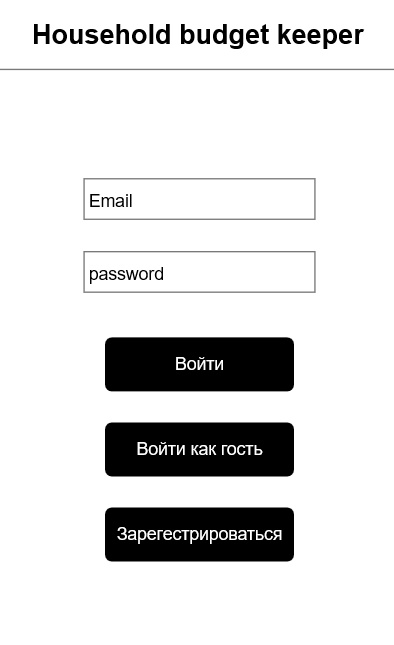 Household budget keeper
Email
password
Войти
Войти как гость
Зарегестрироваться